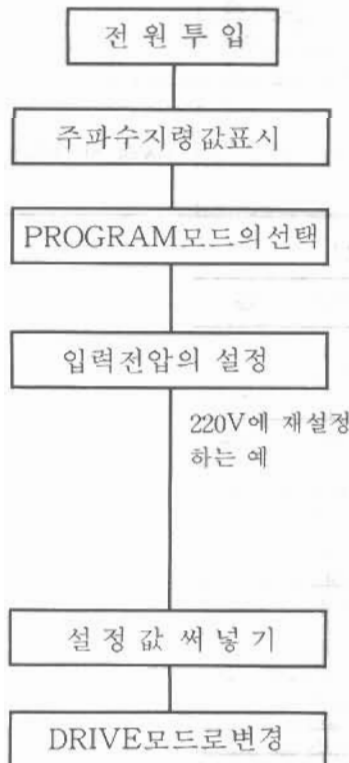 전 원 투 입
주파수지령값표시
PROGRAM모드의선택
입력전압의 설정
220V에 재설정
하는 예
설 정 값 써 넣 기
DRIVE모드로변경